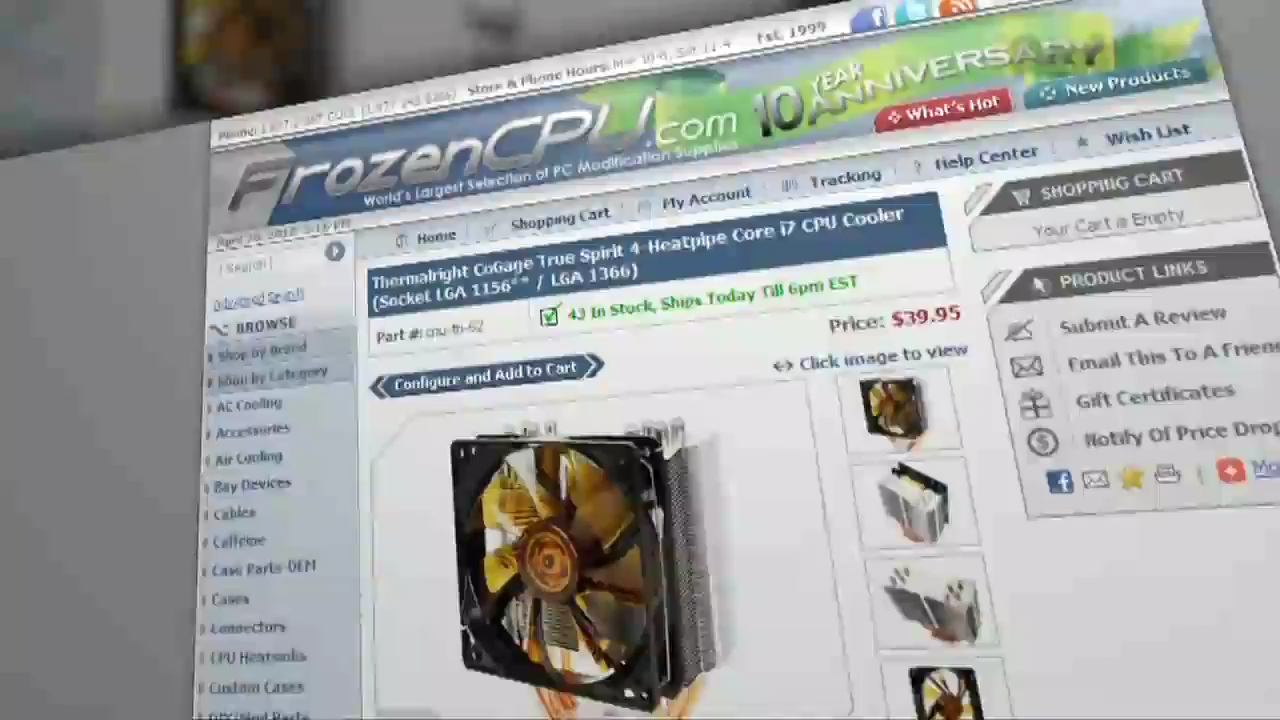 Phone:
Store & Phone Hours:
Est. 1999
FrozenCPU.com
World's Largest Selection of PC Modification Supplies
10 YEAR ANNIVERSARY
What's Hot
New Products
Home
Shopping Cart
My Account
Tracking
Help Center
Wish List
[ Search ]
Advanced Search
BROWSE
Shop by Brand
Shop by Category
AC Cooling
Accessories
Air Cooling
Bay Devices
Cables
Caffeine
Case Parts-OEM
Cases
Connectors
CPU Heatsinks
Custom Cases
Thermalright CoGage True Spirit 4 Heatpipe Core i7 CPU Cooler
(Socket LGA 1156 / LGA 1366)
Part #: cpu-th-62
In Stock, Ships Today Till 6pm EST
Price: $39.95
Configure and Add to Cart
Click image to view
SHOPPING CART
Your Cart is Empty
PRODUCT LINKS
Submit A Review
Email This To A Friend
Gift Certificates
Notify Of Price Drop